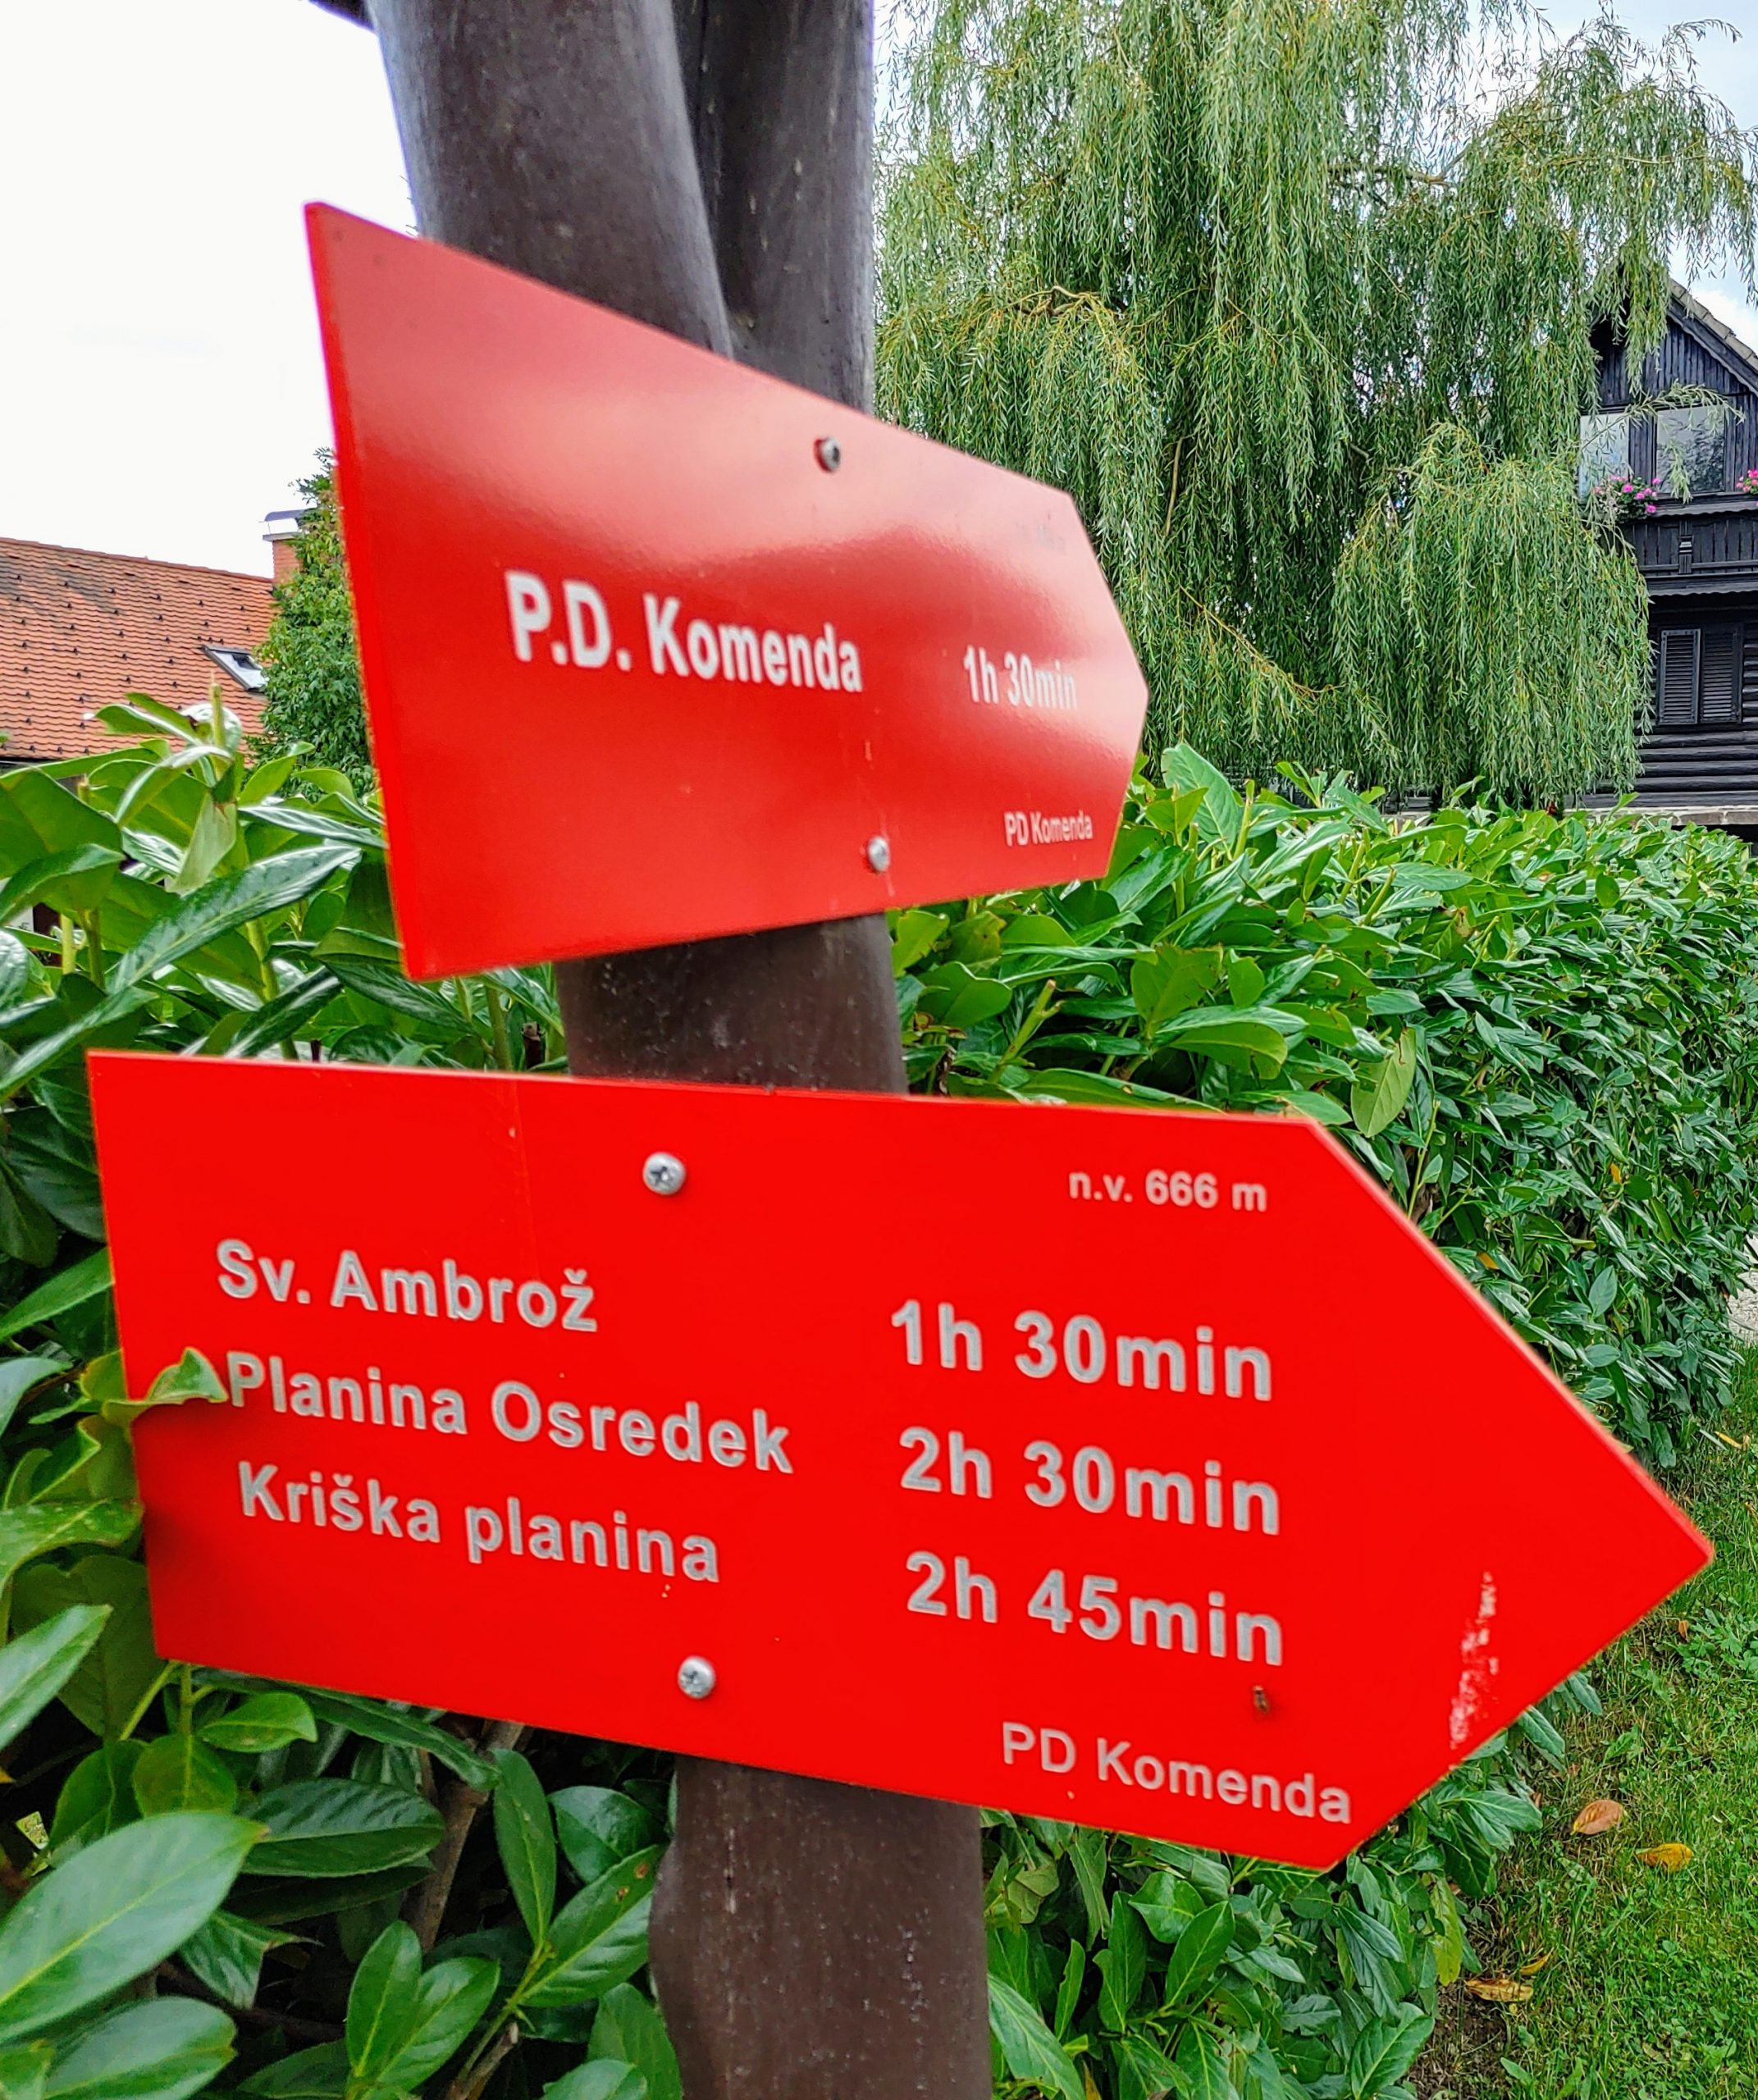 P.D. Komenda 1h 30min
PD Komenda
n.v. 666 m
Sv. Ambrož 1h 30min
Planina Osredek 2h 30min
Kriška planina 2h 45min
PD Komenda